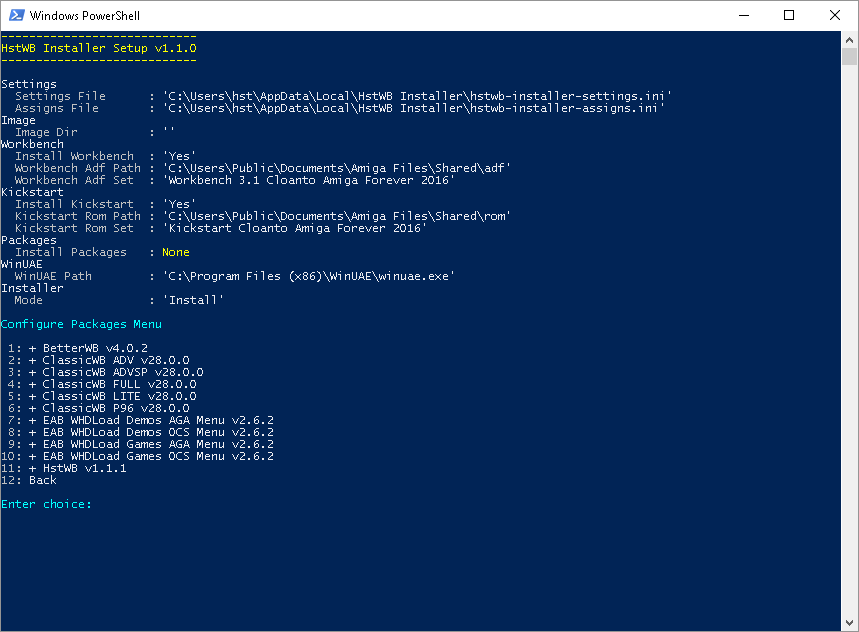 Windows PowerShell
----------------------------
HstWB Installer Setup v1.1.0
----------------------------
Settings
  Settings File      : 'C:\Users\hst\AppData\Local\HstWB Installer\hstwb-installer-settings.ini'
  Assigns File       : 'C:\Users\hst\AppData\Local\HstWB Installer\hstwb-installer-assigns.ini'
Image
  Image Dir          : ''
Workbench
  Install Workbench  : 'Yes'
  Workbench Adf Path : 'C:\Users\Public\Documents\Amiga Files\Shared\adf'
  Workbench Adf Set  : 'Workbench 3.1 Cloanto Amiga Forever 2016'
Kickstart
  Install Kickstart  : 'Yes'
  Kickstart Rom Path : 'C:\Users\Public\Documents\Amiga Files\Shared\rom'
  Kickstart Rom Set  : 'Kickstart Cloanto Amiga Forever 2016'
Packages
  Install Packages   : None
WinUAE
  WinUAE Path        : 'C:\Program Files (x86)\WinUAE\winuae.exe'
Installer
  Mode               : 'Install'
Configure Packages Menu
 1: + BetterWB v4.0.2
 2: + ClassicWB ADV v28.0.0
 3: + ClassicWB ADVSP v28.0.0
 4: + ClassicWB FULL v28.0.0
 5: + ClassicWB LITE v28.0.0
 6: + ClassicWB P96 v28.0.0
 7: + EAB WHDLoad Demos AGA Menu v2.6.2
 8: + EAB WHDLoad Demos OCS Menu v2.6.2
 9: + EAB WHDLoad Games AGA Menu v2.6.2
10: + EAB WHDLoad Games OCS Menu v2.6.2
11: + HstWB v1.1.1
12: Back
Enter choice: